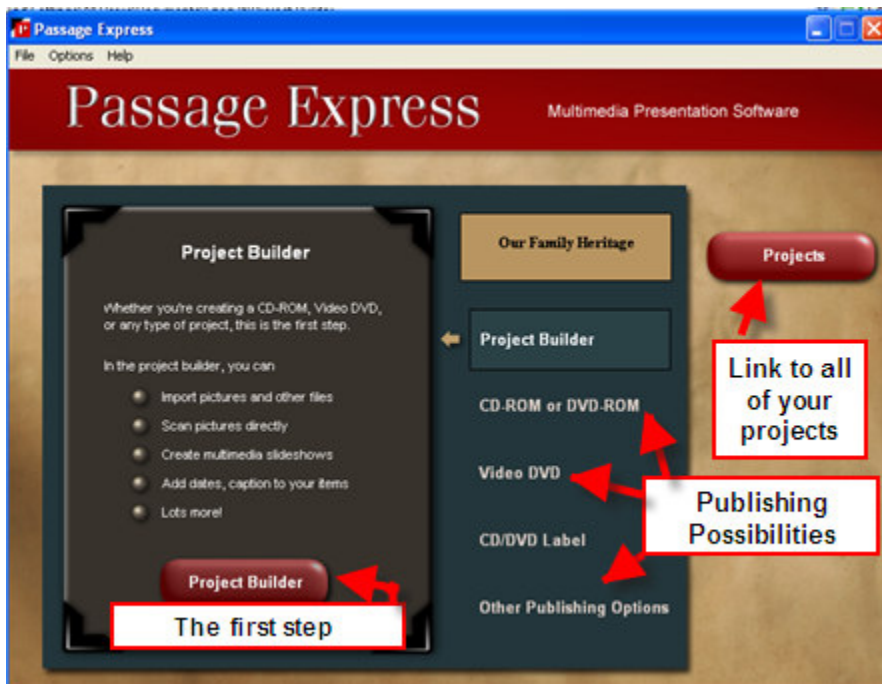 Passage Express
File Options Help
Passage Express
Multimedia Presentation Software
Project Builder
Whether you're creating a CD-ROM, Video DVD,
or any type of project, this is the first step.
In the project builder, you can
Import pictures and other files
Scan pictures directly
Create multimedia slideshows
Add dates, caption to your items
Lots more!
Project Builder
The first step
Our Family Heritage
Project Builder
CD-ROM or DVD-ROM
Video DVD
CD/DVD Label
Other Publishing Options
Projects
Link to all
of your
projects
Publishing
Possibilities